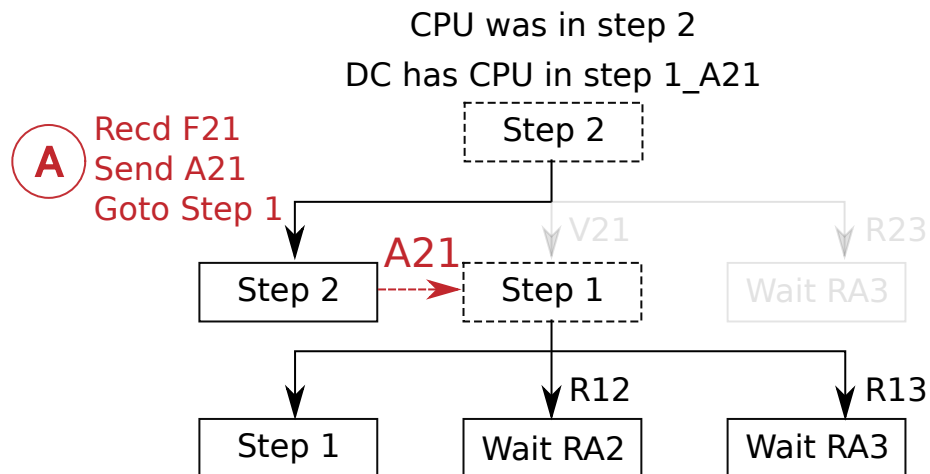 CPU was in step 2
DC has CPU in step 1_A21
Step 2
A
Recd F21
Send A21
Goto Step 1
V21
R23
A21
Step 2
Step 1
Wait RA3
R12
R13
Step 1
Wait RA2
Wait RA3